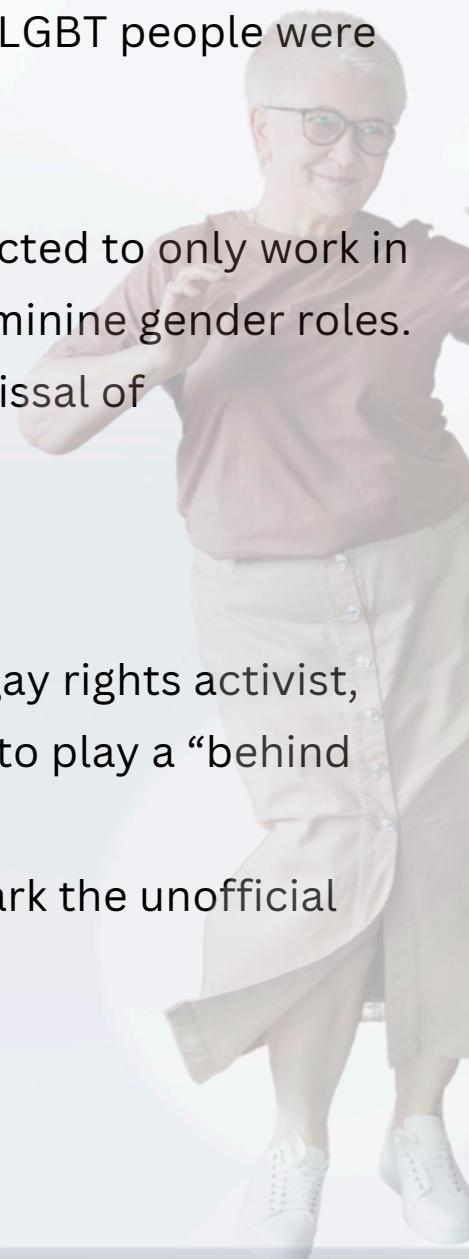 LGBT people were
cted to only work in
minine gender roles.
issal of
ay rights activist,
to play a “behind
ark the unofficial